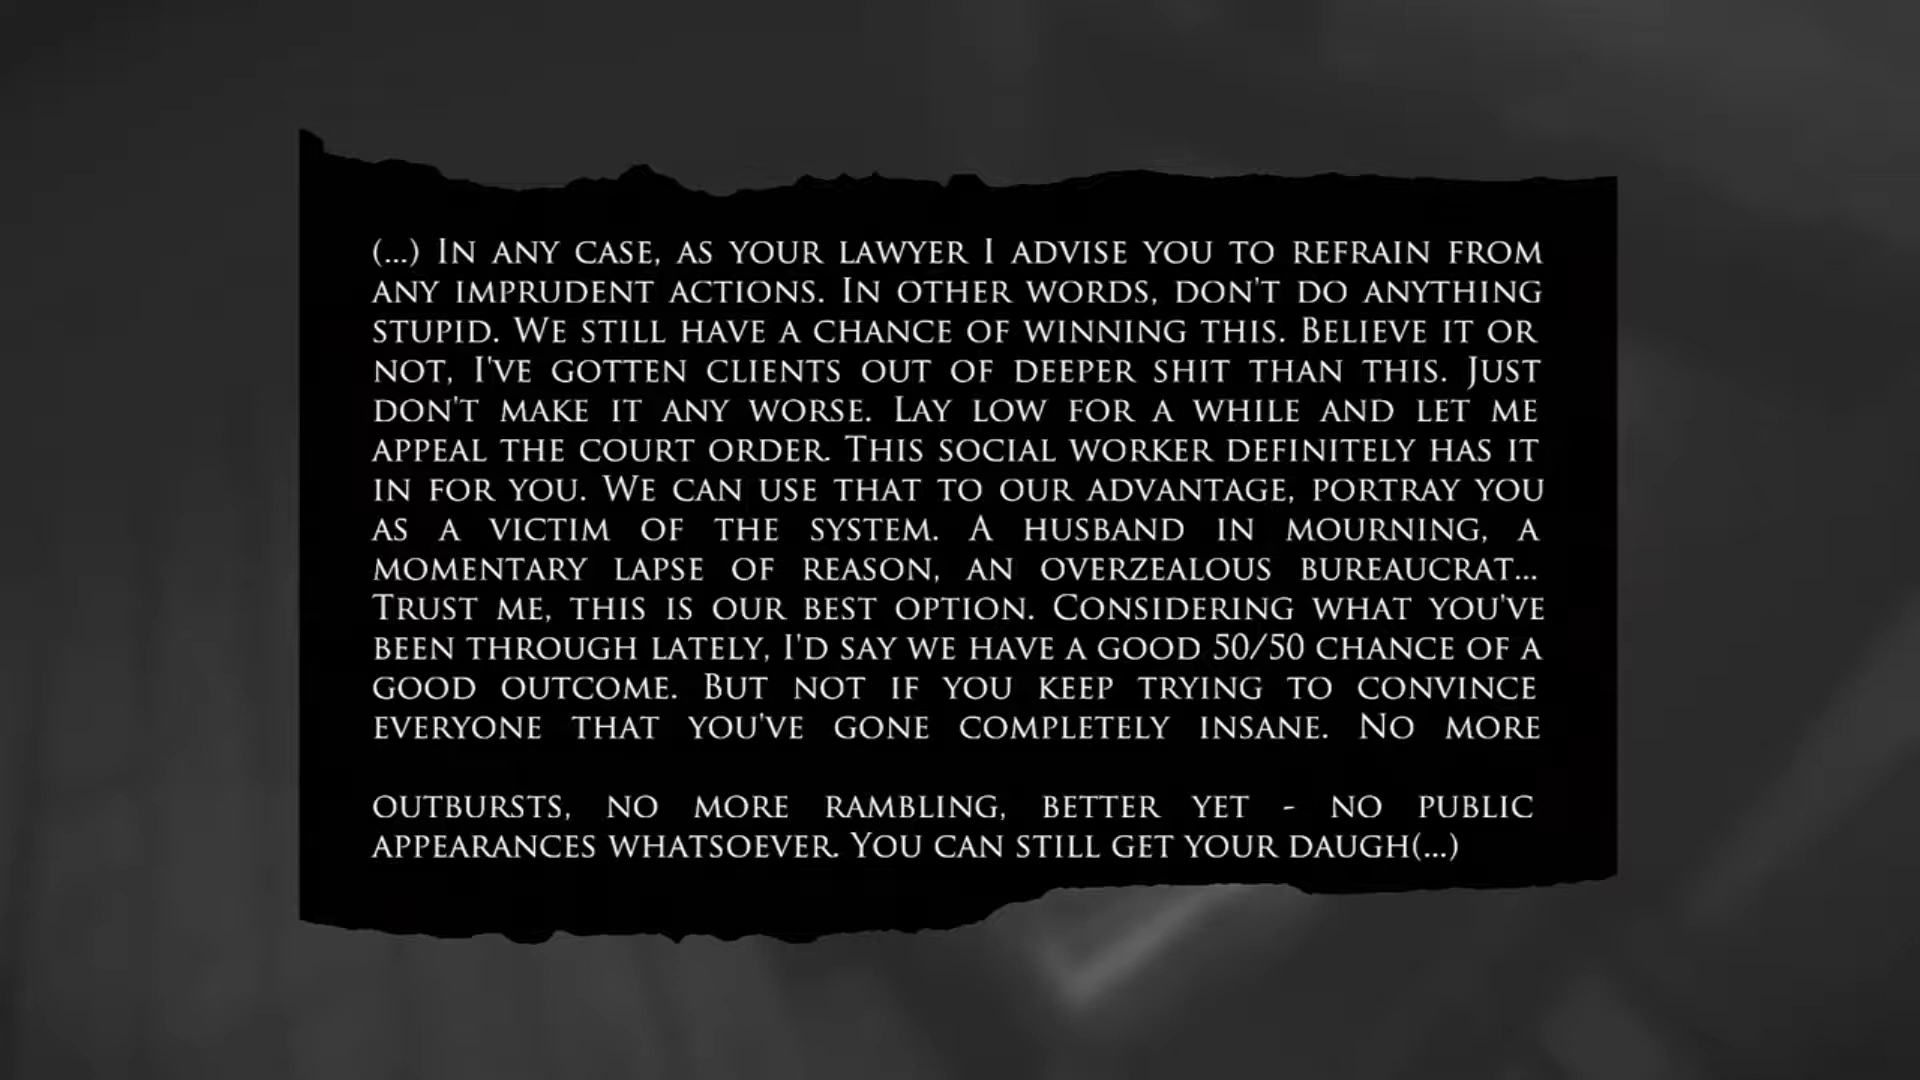 (...) In any case, as your lawyer I advise you to refrain from
any imprudent actions. In other words, don't do anything
stupid. We still have a chance of winning this. Believe it or
not, I've gotten clients out of deeper shit than this. Just
don't make it any worse. Lay low for a while and let me
appeal the court order. This social worker definitely has it
in for you. We can use that to our advantage, portray you
as a victim of the system. A husband in mourning, a
momentary lapse of reason, an overzealous bureaucrat...
Trust me, this is our best option. Considering what you've
been through lately, I'd say we have a good 50/50 chance of a
good outcome. But not if you keep trying to convince
everyone that you've gone completely insane. No more
outbursts, no more rambling, better yet - no public
appearances whatsoever. You can still get your daugh(...)